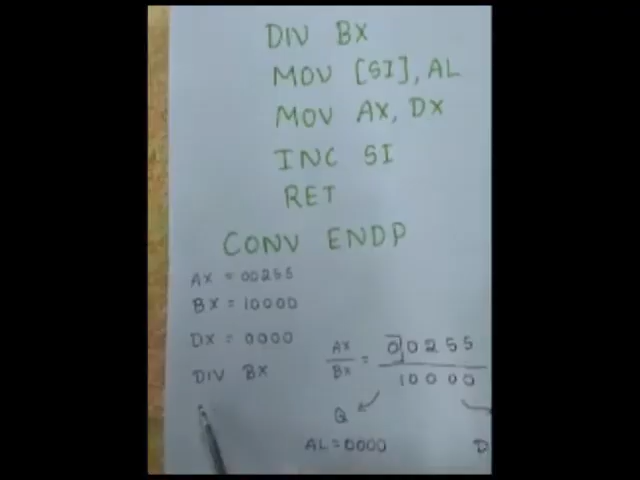 DIV BX
MOV [SI], AL
MOV AX, DX
INC SI
RET
CONV ENDP
AX = 00255
BX = 10000
DX = 0000
DIV BX
AX
BX
=
00255
10000
Q
AL = 0000
D